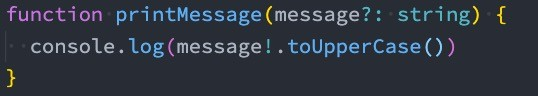 function printMessage(message?: string) {
  console.log(message!.toUpperCase())
}